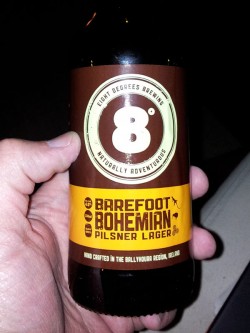 EIGHT DEGREES BREWING
8°
NATURALLY ADVENTUROUS
BAREFOOT
BOHEMIAN
PILSNER LAGER
HAND CRAFTED IN THE BALLYHOURA REGION, IRELAND